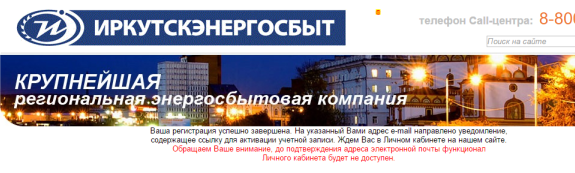 ИРКУТСКЭНЕРГОСБЫТ
телефон Call-центра: 8-800
Поиск на сайте
КРУПНЕЙШАЯ
региональная энергосбытовая компания
Ваша регистрация успешно завершена. На указанный Вами адрес e-mail направлено уведомление,
содержащее ссылку для активации учетной записи. Ждем Вас в Личном кабинете на нашем сайте.
Обращаем Ваше внимание, до подтверждения адреса электронной почты функционал
Личного кабинета будет не доступен.